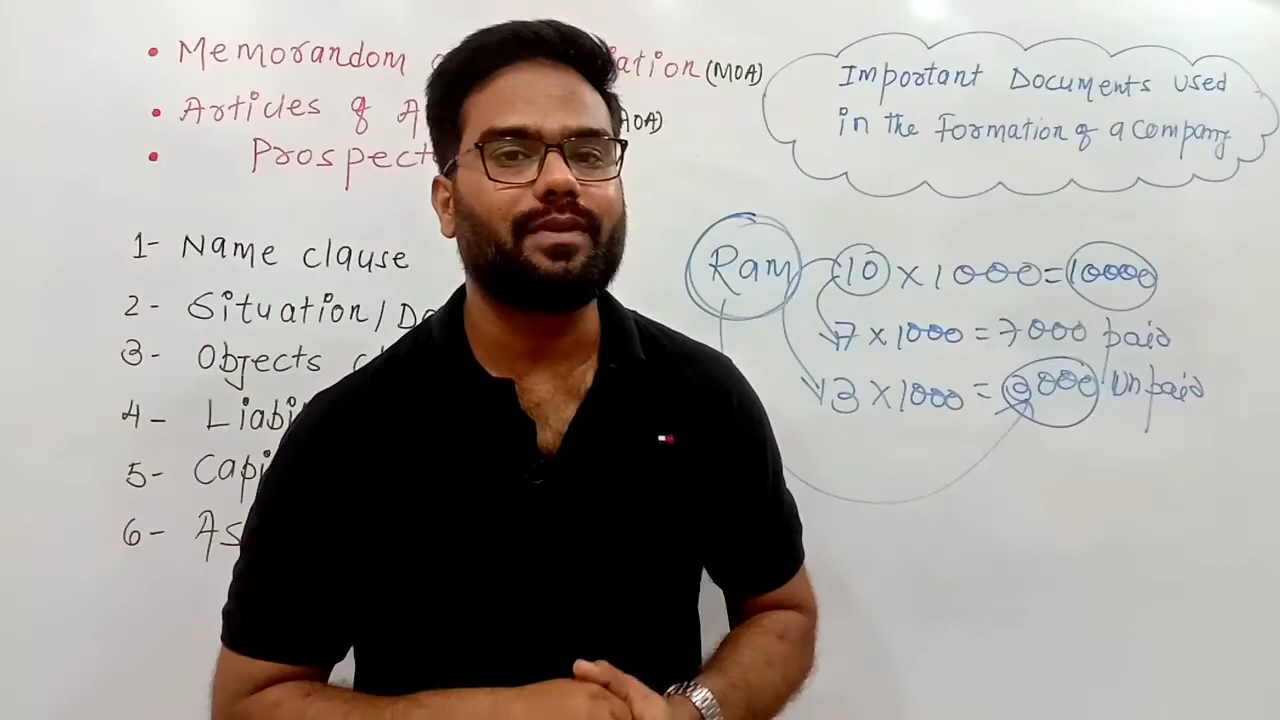 • Memorandom ation (MOA)
• Articles of A AOA)
• Prospect
Important Documents used
in the Formation of a company
1- Name clause
2- Situation/Do
3- Objects c
4- Liabi
5- Capi
6- As
Ram 10 x 1000 = 10000
7 x 1000 = 7000 paid
3 x 1000 = 3000 unpaid